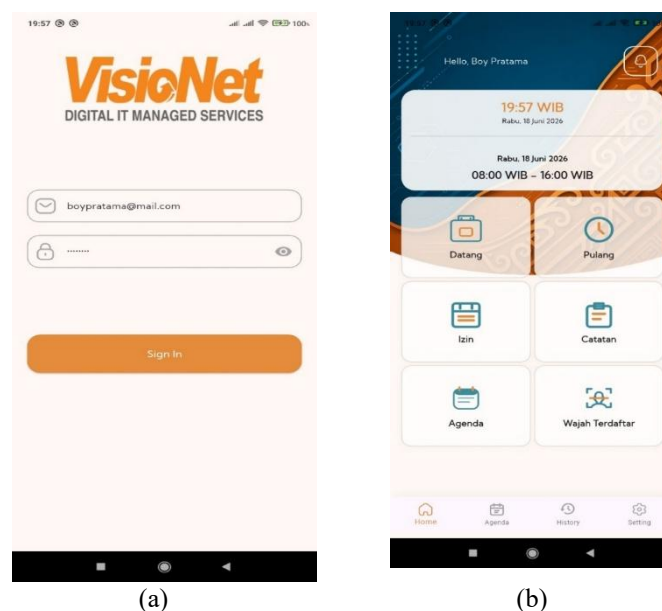 19:57
100%
VisioNet
DIGITAL IT MANAGED SERVICES
boypratama@mail.com
Sign In
(a)
Hello, Boy Pratama
19:57 WIB
Rabu, 18 Juni 2026
Rabu, 18 Juni 2026
08:00 WIB – 16:00 WIB
Datang
Pulang
Izin
Catatan
Agenda
Wajah Terdaftar
Home
Agenda
History
Setting
(b)